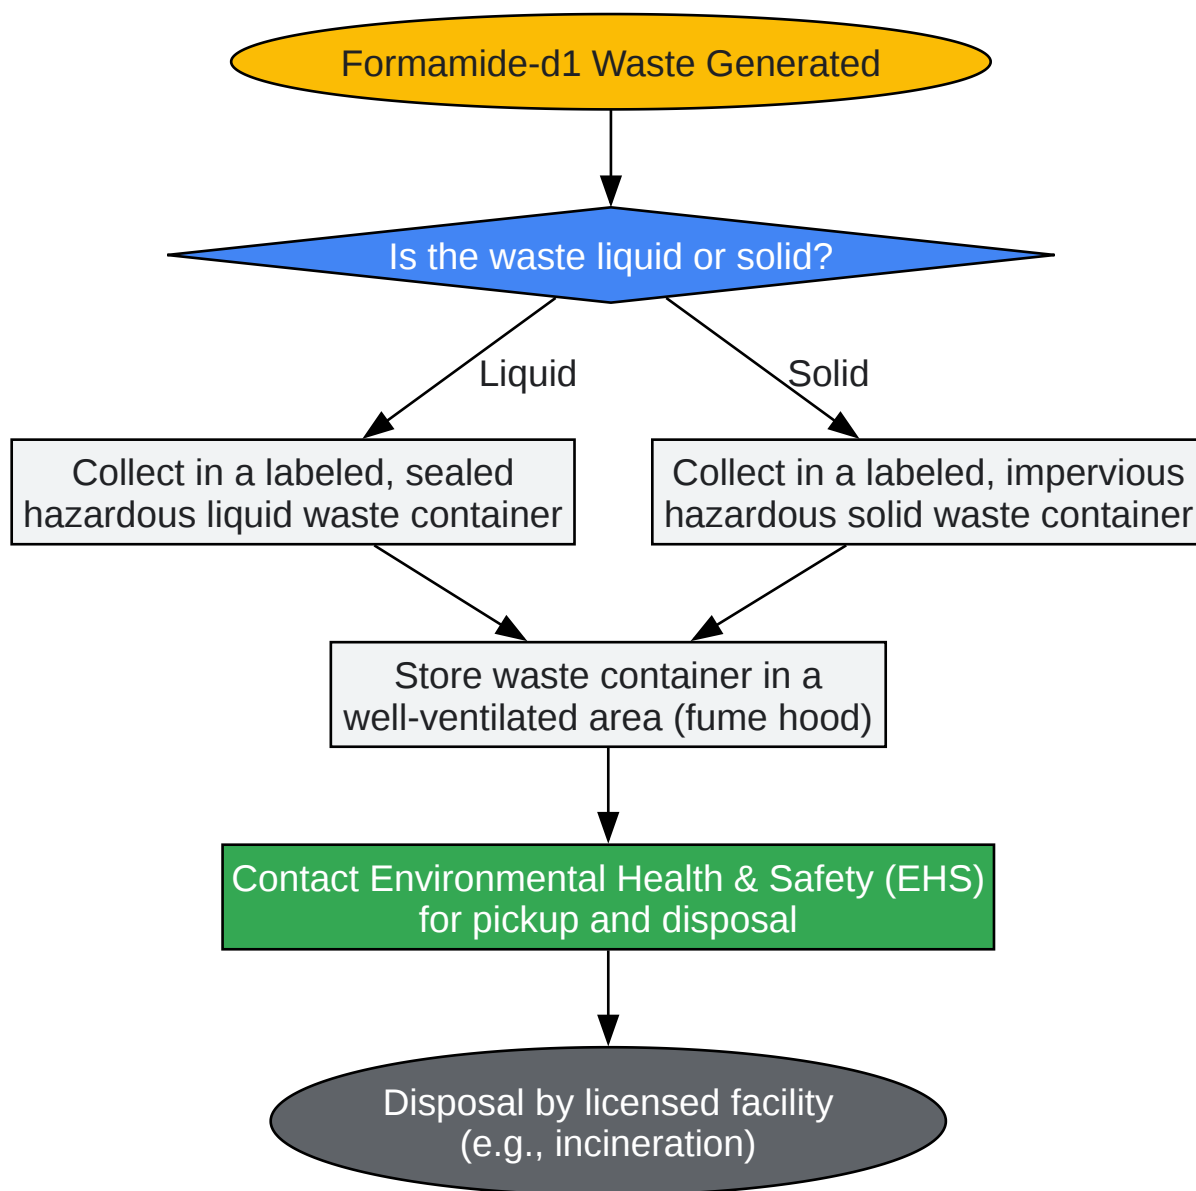 Formamide-d1 Waste Generated
Is the waste liquid or solid?
Liquid
Solid
Collect in a labeled, sealed
hazardous liquid waste container
Collect in a labeled, impervious
hazardous solid waste container
Store waste container in a
well-ventilated area (fume hood)
Contact Environmental Health & Safety (EHS)
for pickup and disposal
Disposal by licensed facility
(e.g., incineration)